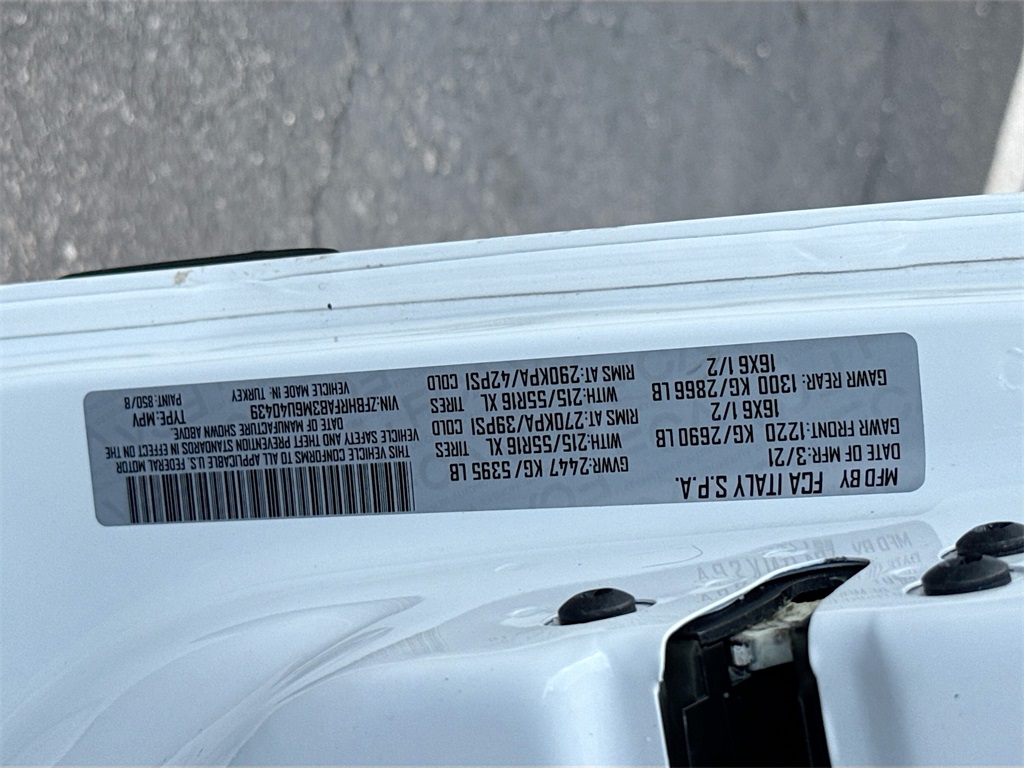 MFD BY FCA ITALY S.P.A.
DATE OF MFR:3/21 GVWR:2447 KG/5395 LB
GAWR FRONT:1220 KG/2690 LB WITH:215/55R16 XL TIRES
16X6 1/2 RIMS AT:270KPA/39PSI COLD
GAWR REAR: 1300 KG/2866 LB WITH:215/55R16 XL TIRES
16X6 1/2 RIMS AT:290KPA/42PSI COLD
THIS VEHICLE CONFORMS TO ALL APPLICABLE U.S. FEDERAL MOTOR
VEHICLE SAFETY AND THEFT PREVENTION STANDARDS IN EFFECT ON THE
DATE OF MANUFACTURE SHOWN ABOVE.
VIN:ZFBHRFAB3M6U40439 TYPE:MPV
VEHICLE MADE IN: TURKEY PAINT: 850/B